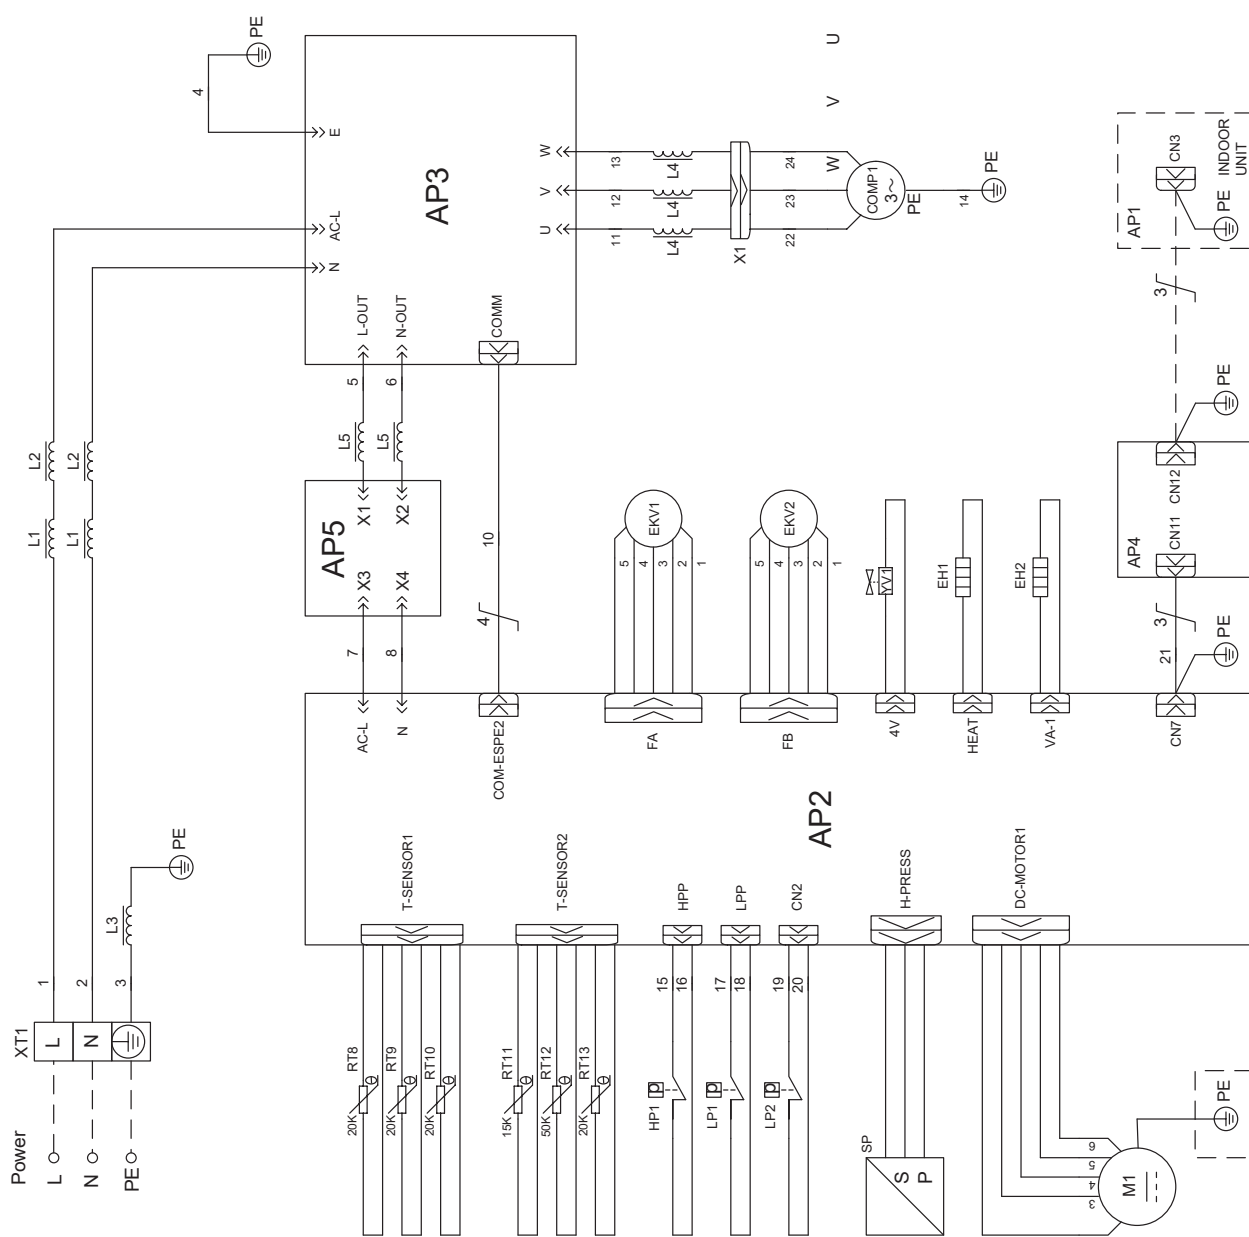 Power
L
N
PE
XT1
L
N
1
2
3
L3
PE
L1
L1
L2
L2
4
PE
E
AC-L
N
AP3
L-OUT
N-OUT
COMM
W
V
U
13
12
11
L4
L4
L4
X1
24
23
22
W
V
U
COMP1
3~
PE
14
PE
5
6
L5
L5
X1
X2
AP5
X3
X4
7
8
10
4
AC-L
N
COM-ESPE2
EKV1
5
4
3
2
1
FA
EKV2
5
4
3
2
1
FB
YV1
4V
EH1
HEAT
EH2
VA-1
AP1
CN3
INDOOR
UNIT
PE
3
PE
AP4
CN11
CN12
3
21
PE
CN7
AP2
T-SENSOR1
RT8
20K
θ
RT9
20K
θ
RT10
20K
θ
T-SENSOR2
RT11
15K
θ
RT12
50K
θ
RT13
20K
θ
HPP
15
16
HP1
P
LPP
17
18
LP1
P
CN2
19
20
LP2
P
H-PRESS
SP
S
P
DC-MOTOR1
6
5
4
3
M1
PE